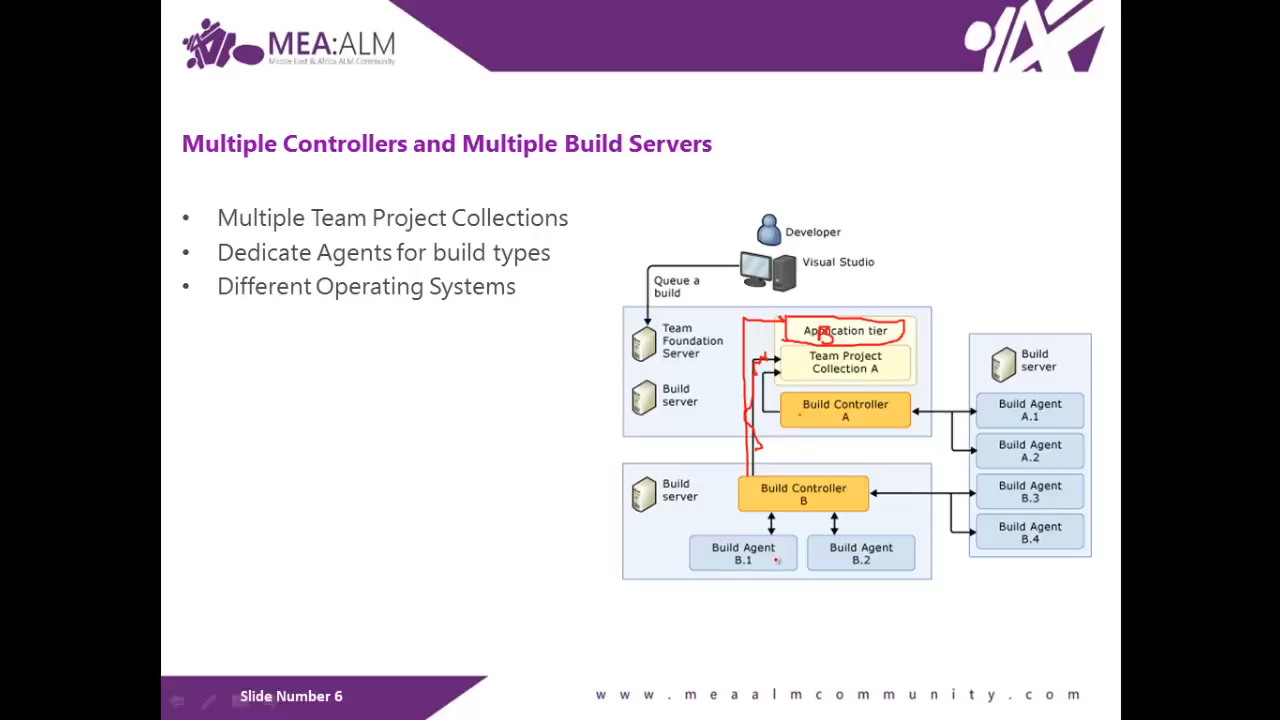 MEA:ALM
Middle East & Africa ALM Community
Multiple Controllers and Multiple Build Servers
• Multiple Team Project Collections
• Dedicate Agents for build types
• Different Operating Systems
Developer
Visual Studio
Queue a
build
Team
Foundation
Server
Application tier
B
Team Project
Collection A
Build
server
Build Controller
A
Build
server
Build Agent
A.1
Build Agent
A.2
Build Agent
B.3
Build Agent
B.4
Build
server
Build Controller
B
Build Agent
B.1
Build Agent
B.2
Slide Number 6
www.meaalmcommunity.com